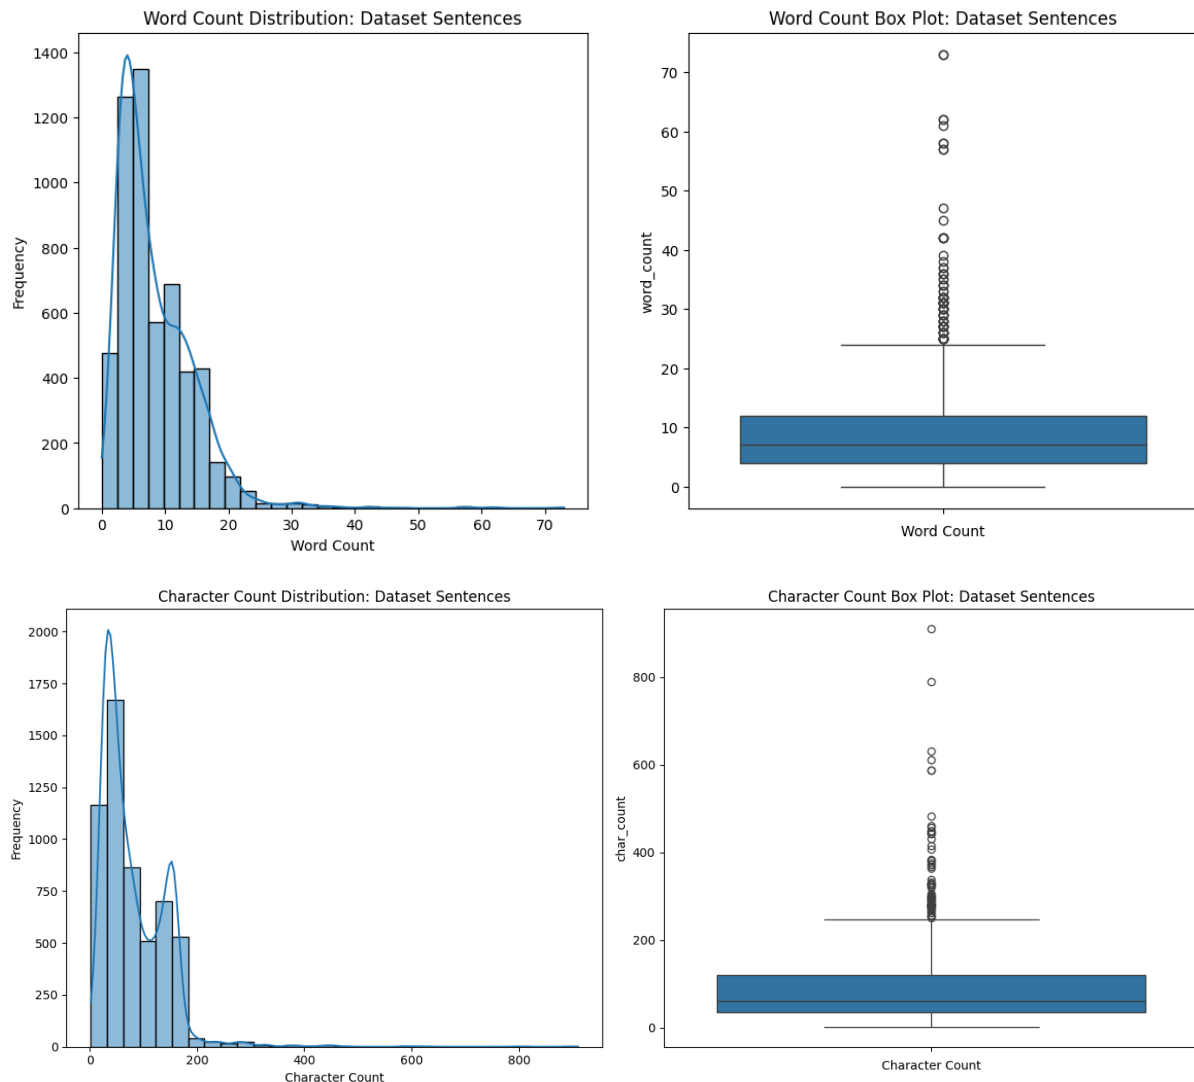 Word Count Distribution: Dataset Sentences
1400
1200
1000
800
600
400
200
0
Frequency
0 10 20 30 40 50 60 70
Word Count
Word Count Box Plot: Dataset Sentences
70
60
50
40
30
20
10
0
word_count
Word Count
Character Count Distribution: Dataset Sentences
2000
1750
1500
1250
1000
750
500
250
0
Frequency
0 200 400 600 800
Character Count
Character Count Box Plot: Dataset Sentences
800
600
400
200
0
char_count
Character Count